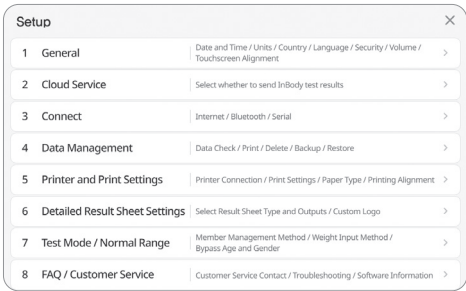 Setup
1 General Date and Time / Units / Country / Language / Security / Volume /
Touchscreen Alignment
2 Cloud Service Select whether to send InBody test results
3 Connect Internet / Bluetooth / Serial
4 Data Management Data Check / Print / Delete / Backup / Restore
5 Printer and Print Settings Printer Connection / Print Settings / Paper Type / Printing Alignment
6 Detailed Result Sheet Settings Select Result Sheet Type and Outputs / Custom Logo
7 Test Mode / Normal Range Member Management Method / Weight Input Method /
Bypass Age and Gender
8 FAQ / Customer Service Customer Service Contact / Troubleshooting / Software Information